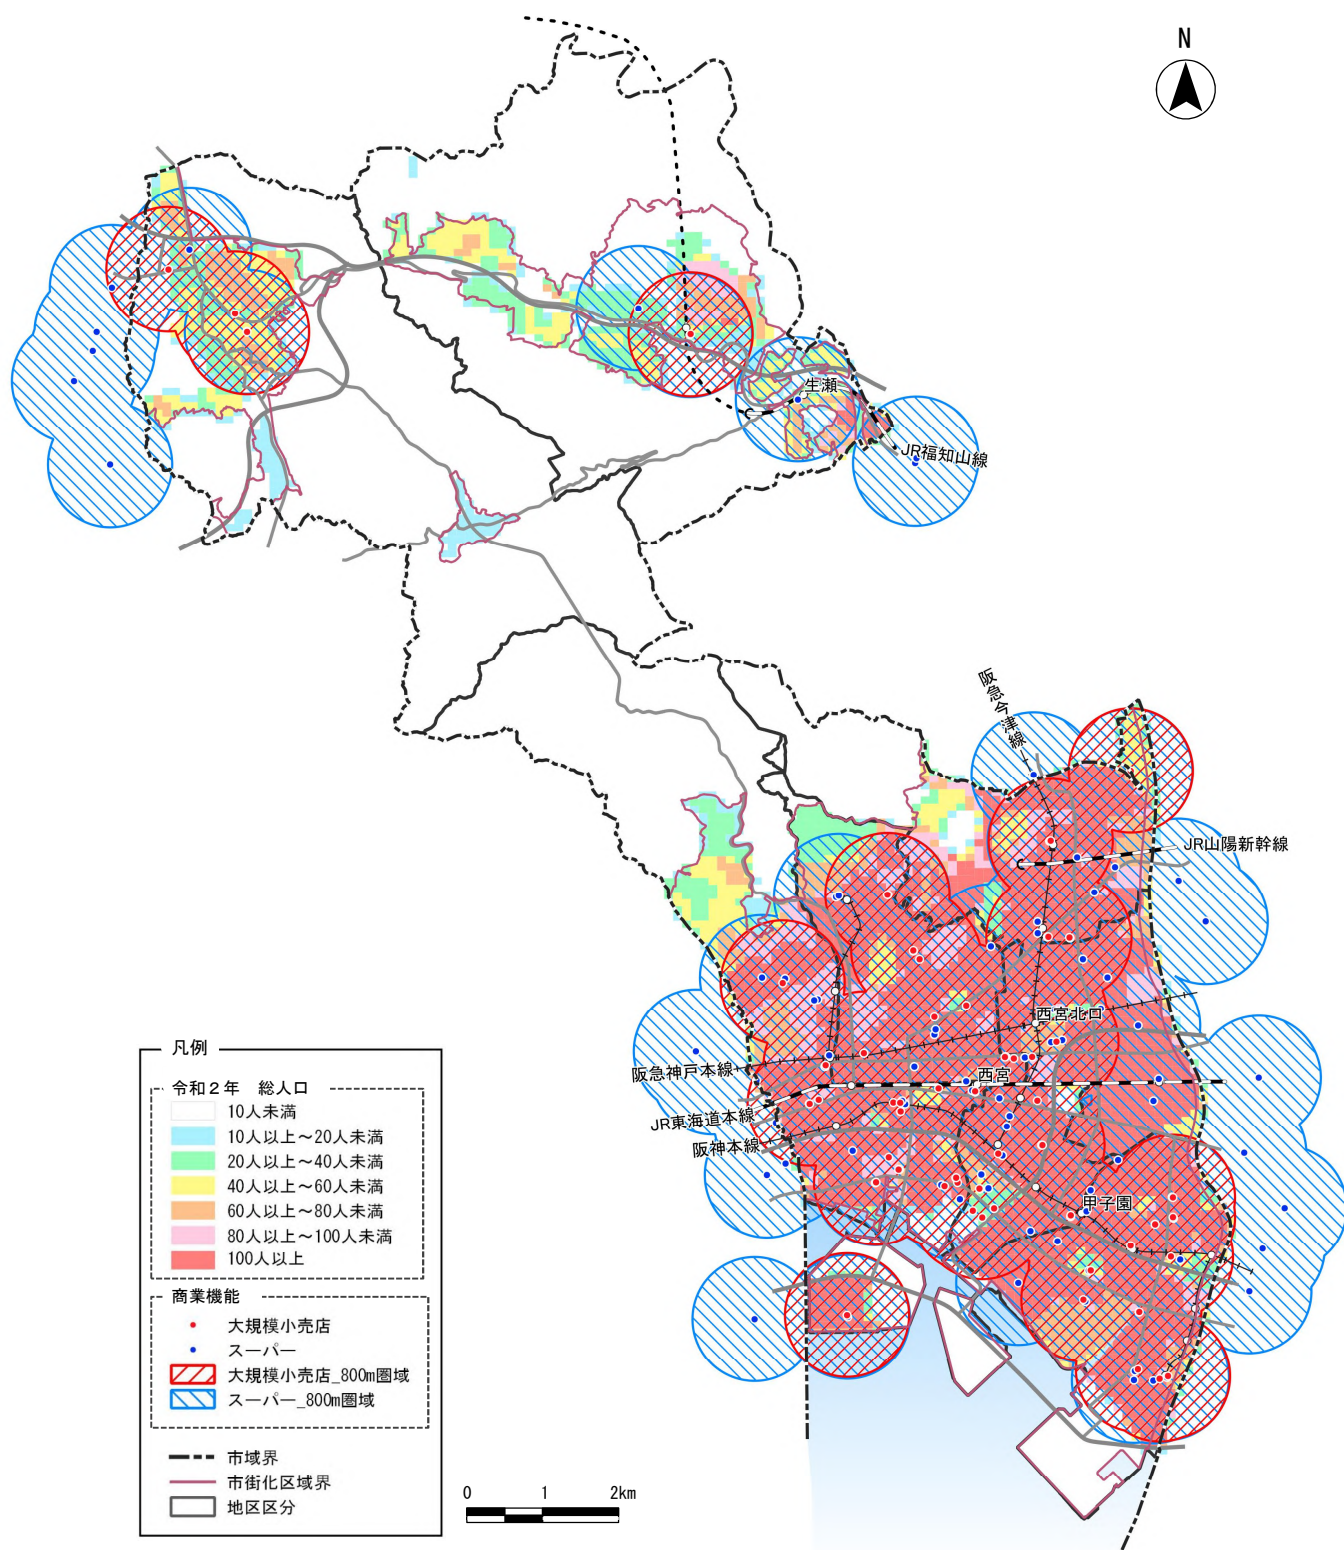 N
生瀬
JR福知山線
阪急今津線
JR山陽新幹線
西宮北口
阪急神戸本線
西宮
JR東海道本線
阪神本線
甲子園
凡例
令和2年 総人口
10人未満
10人以上～20人未満
20人以上～40人未満
40人以上～60人未満
60人以上～80人未満
80人以上～100人未満
100人以上
商業機能
大規模小売店
スーパー
大規模小売店_800m圏域
スーパー_800m圏域
市域界
市街化区域界
地区区分
0 1 2km